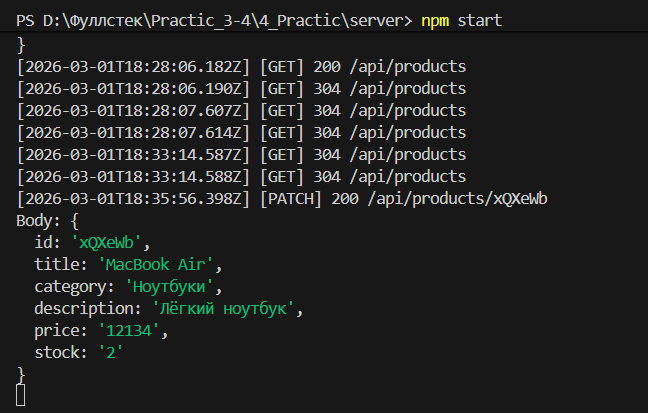 PS D:\Фуллстек\Practic_3-4\4_Practic\server> npm start
}
[2026-03-01T18:28:06.182Z] [GET] 200 /api/products
[2026-03-01T18:28:06.190Z] [GET] 304 /api/products
[2026-03-01T18:28:07.607Z] [GET] 304 /api/products
[2026-03-01T18:28:07.614Z] [GET] 304 /api/products
[2026-03-01T18:33:14.587Z] [GET] 304 /api/products
[2026-03-01T18:33:14.588Z] [GET] 304 /api/products
[2026-03-01T18:35:56.398Z] [PATCH] 200 /api/products/xQXeWb
Body: {
  id: 'xQXeWb',
  title: 'MacBook Air',
  category: 'Ноутбуки',
  description: 'Лёгкий ноутбук',
  price: '12134',
  stock: '2'
}